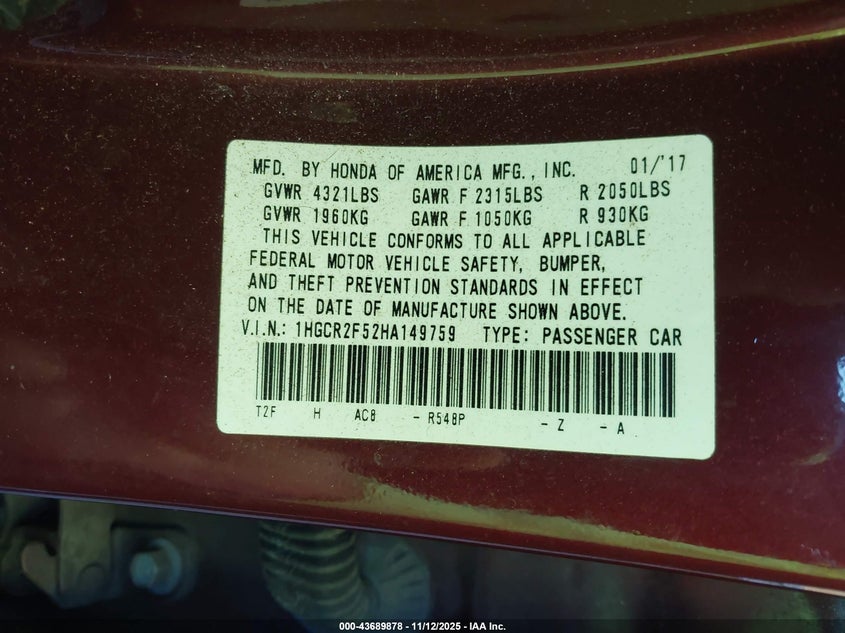 MFD. BY HONDA OF AMERICA MFG., INC. 01/'17
GVWR 4321LBS GAWR F 2315LBS R 2050LBS
GVWR 1960KG GAWR F 1050KG R 930KG
THIS VEHICLE CONFORMS TO ALL APPLICABLE
FEDERAL MOTOR VEHICLE SAFETY, BUMPER,
AND THEFT PREVENTION STANDARDS IN EFFECT
ON THE DATE OF MANUFACTURE SHOWN ABOVE.
V.I.N.: 1HGCR2F52HA149759 TYPE: PASSENGER CAR
T2F H AC8 - R548P - Z - A
000-43689878 - 11/12/2025 - IAA Inc.